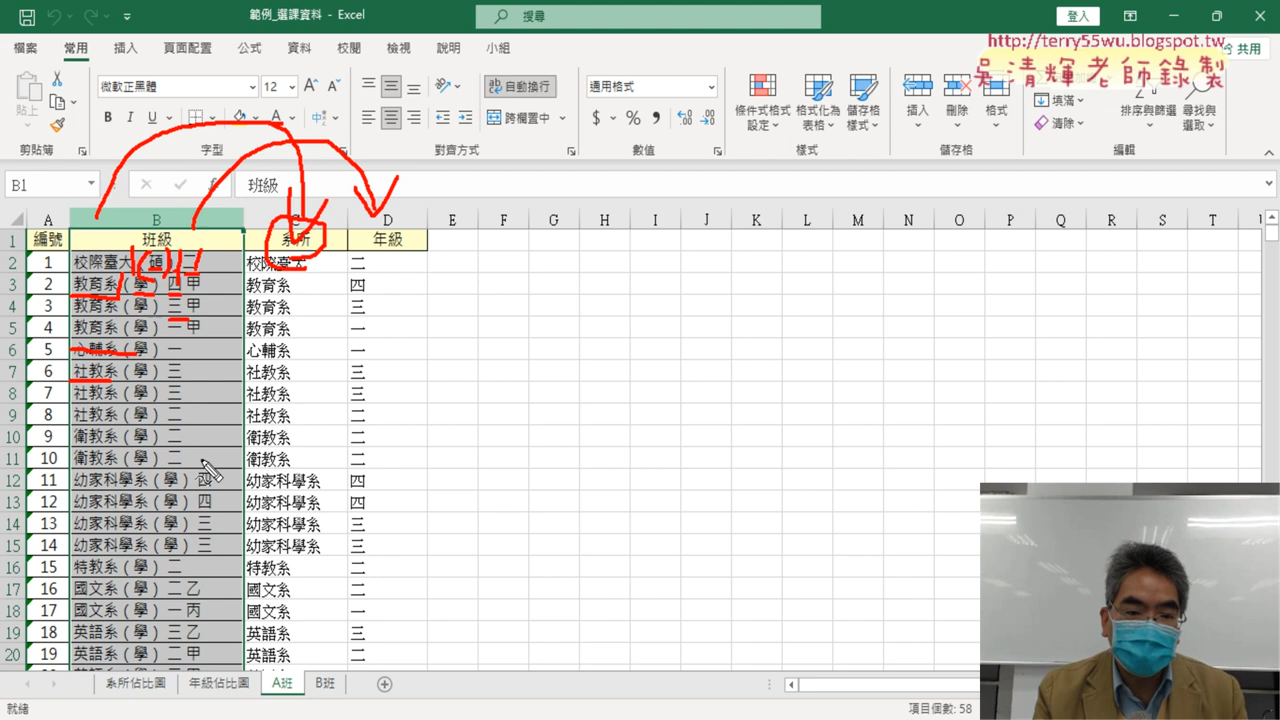 範例_選課資料 - Excel
搜尋
登入
檔案 常用 插入 頁面配置 公式 資料 校閱 檢視 說明 小組 共用
http://terry55wu.blogspot.tw
吳清輝老師錄製
貼上
微軟正黑體 12
自動換行
通用格式
B I U
跨欄置中
$ %
條件式格式設定
格式化為表格
儲存格樣式
插入 刪除 格式
填滿
清除
排序與篩選
尋找與選取
剪貼簿 字型 對齊方式 數值 樣式 儲存格 編輯
B1 班級
A B C D E F G H I J K L M N O P Q R S T
1 編號 班級 系所 年級
2 1 校際臺大(碩)二 校際臺大 二
3 2 教育系(學)四甲 教育系 四
4 3 教育系(學)三甲 教育系 三
5 4 教育系(學)一甲 教育系 一
6 5 心輔系(學)一 心輔系 一
7 6 社教系(學)三 社教系 三
8 7 社教系(學)三 社教系 三
9 8 社教系(學)二 社教系 二
10 9 衛教系(學)二 衛教系 二
11 10 衛教系(學)二 衛教系 二
12 11 幼家科學系(學)四 幼家科學系 四
13 12 幼家科學系(學)四 幼家科學系 四
14 13 幼家科學系(學)三 幼家科學系 三
15 14 幼家科學系(學)三 幼家科學系 三
16 15 特教系(學)二 特教系 二
17 16 國文系(學)二乙 國文系 二
18 17 國文系(學)一丙 國文系 一
19 18 英語系(學)三乙 英語系 三
20 19 英語系(學)二甲 英語系 二
系所佔比圖 年級佔比圖 A班 B班
就緒 項目個數: 58